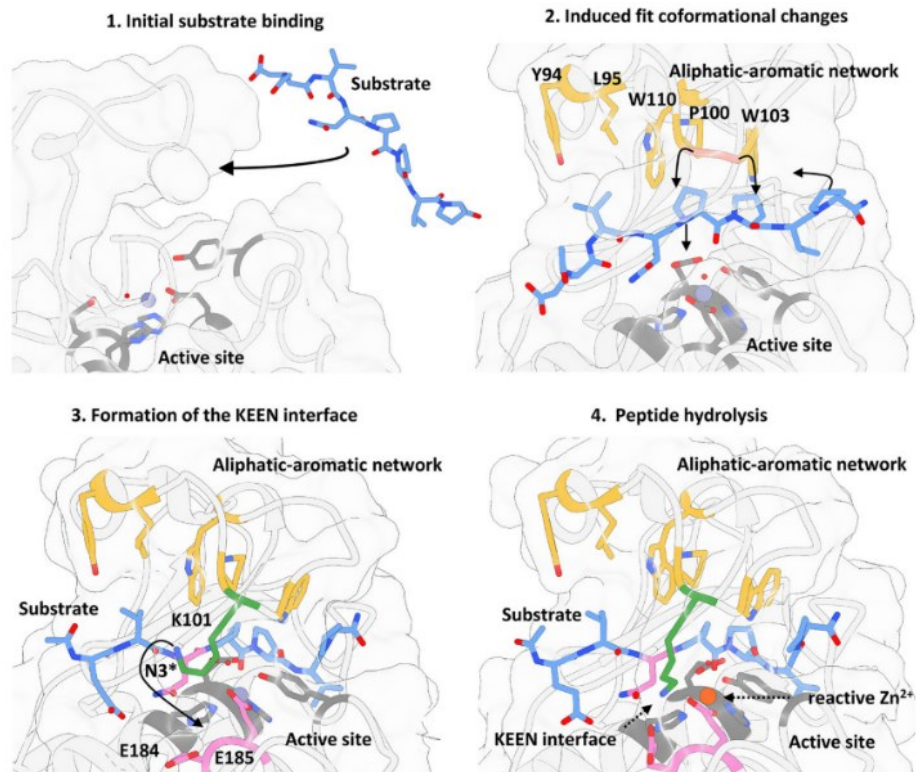 1. Initial substrate binding
Substrate
Active site
2. Induced fit coformational changes
Y94
L95
Aliphatic-aromatic network
W110
P100
W103
Active site
3. Formation of the KEEN interface
Aliphatic-aromatic network
Substrate
K101
N3*
E184
E185
Active site
4. Peptide hydrolysis
Aliphatic-aromatic network
Substrate
reactive Zn²⁺
KEEN interface
Active site